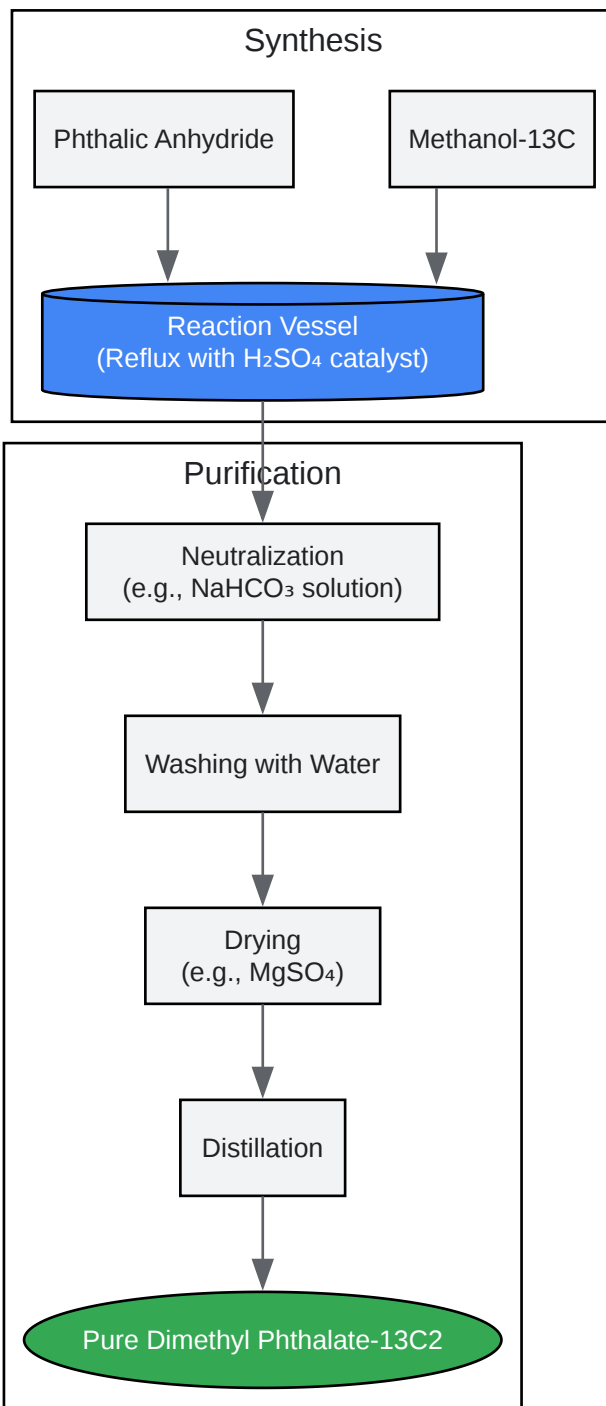 Synthesis
Phthalic Anhydride
Methanol-13C
Reaction Vessel
(Reflux with H₂SO₄ catalyst)
Purification
Neutralization
(e.g., NaHCO₃ solution)
Washing with Water
Drying
(e.g., MgSO₄)
Distillation
Pure Dimethyl Phthalate-13C2